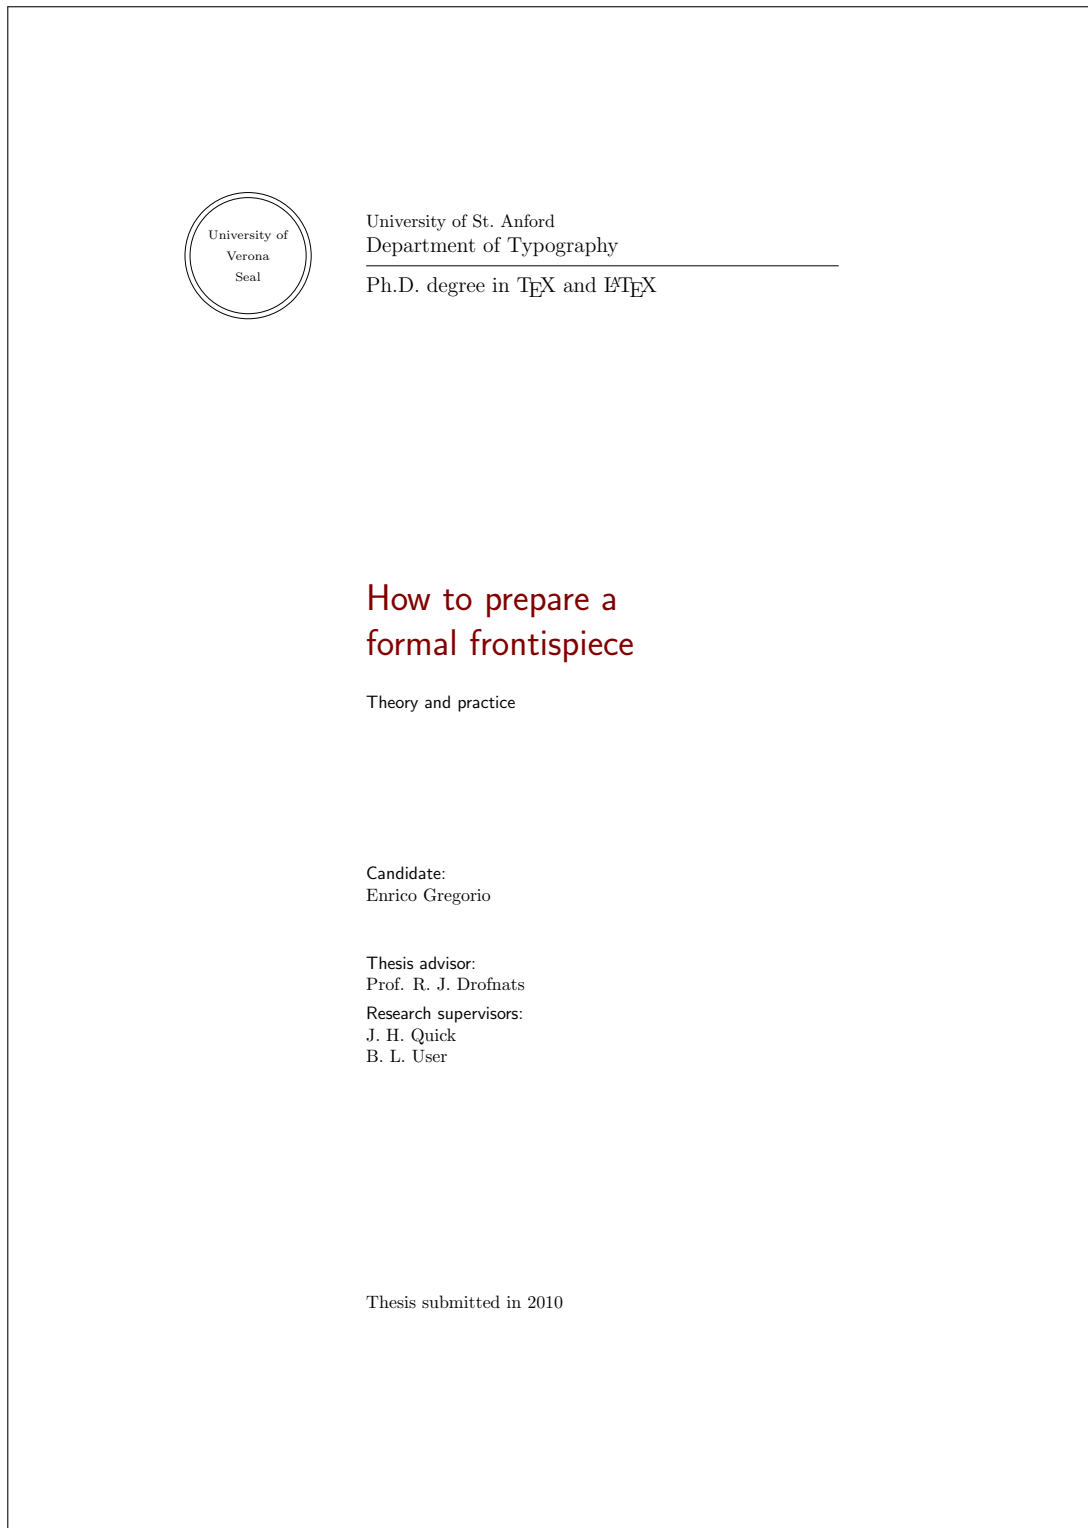 University of
Verona
Seal
University of St. Anford
Department of Typography
Ph.D. degree in TEX and LATEX
How to prepare a
formal frontispiece
Theory and practice
Candidate:
Enrico Gregorio
Thesis advisor:
Prof. R. J. Drofnats
Research supervisors:
J. H. Quick
B. L. User
Thesis submitted in 2010